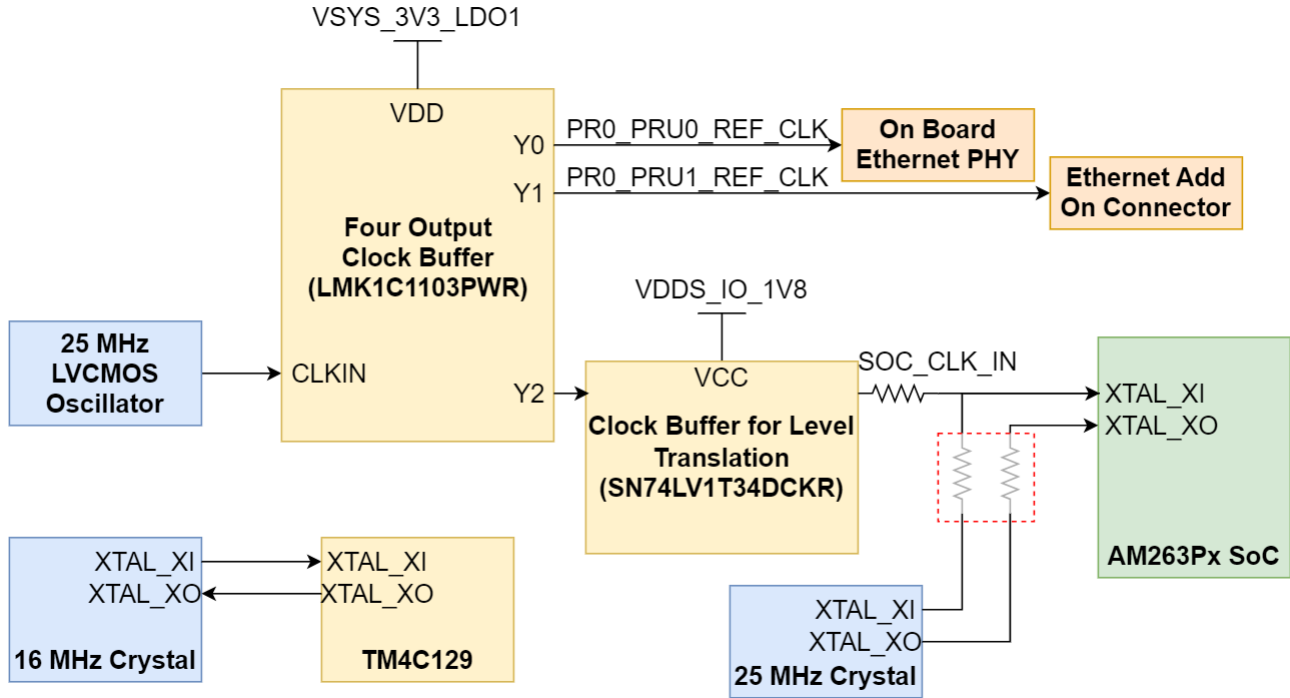 VSYS_3V3_LDO1
VDD
Y0
PR0_PRU0_REF_CLK
On Board
Ethernet PHY
Y1
PR0_PRU1_REF_CLK
Ethernet Add
On Connector
Four Output
Clock Buffer
(LMK1C1103PWR)
VDDS_IO_1V8
25 MHz
LVCMOS
Oscillator
CLKIN
Y2
VCC
Clock Buffer for Level
Translation
(SN74LV1T34DCKR)
SOC_CLK_IN
XTAL_XI
XTAL_XO
AM263Px SoC
XTAL_XI
XTAL_XO
16 MHz Crystal
XTAL_XI
XTAL_XO
TM4C129
XTAL_XI
XTAL_XO
25 MHz Crystal